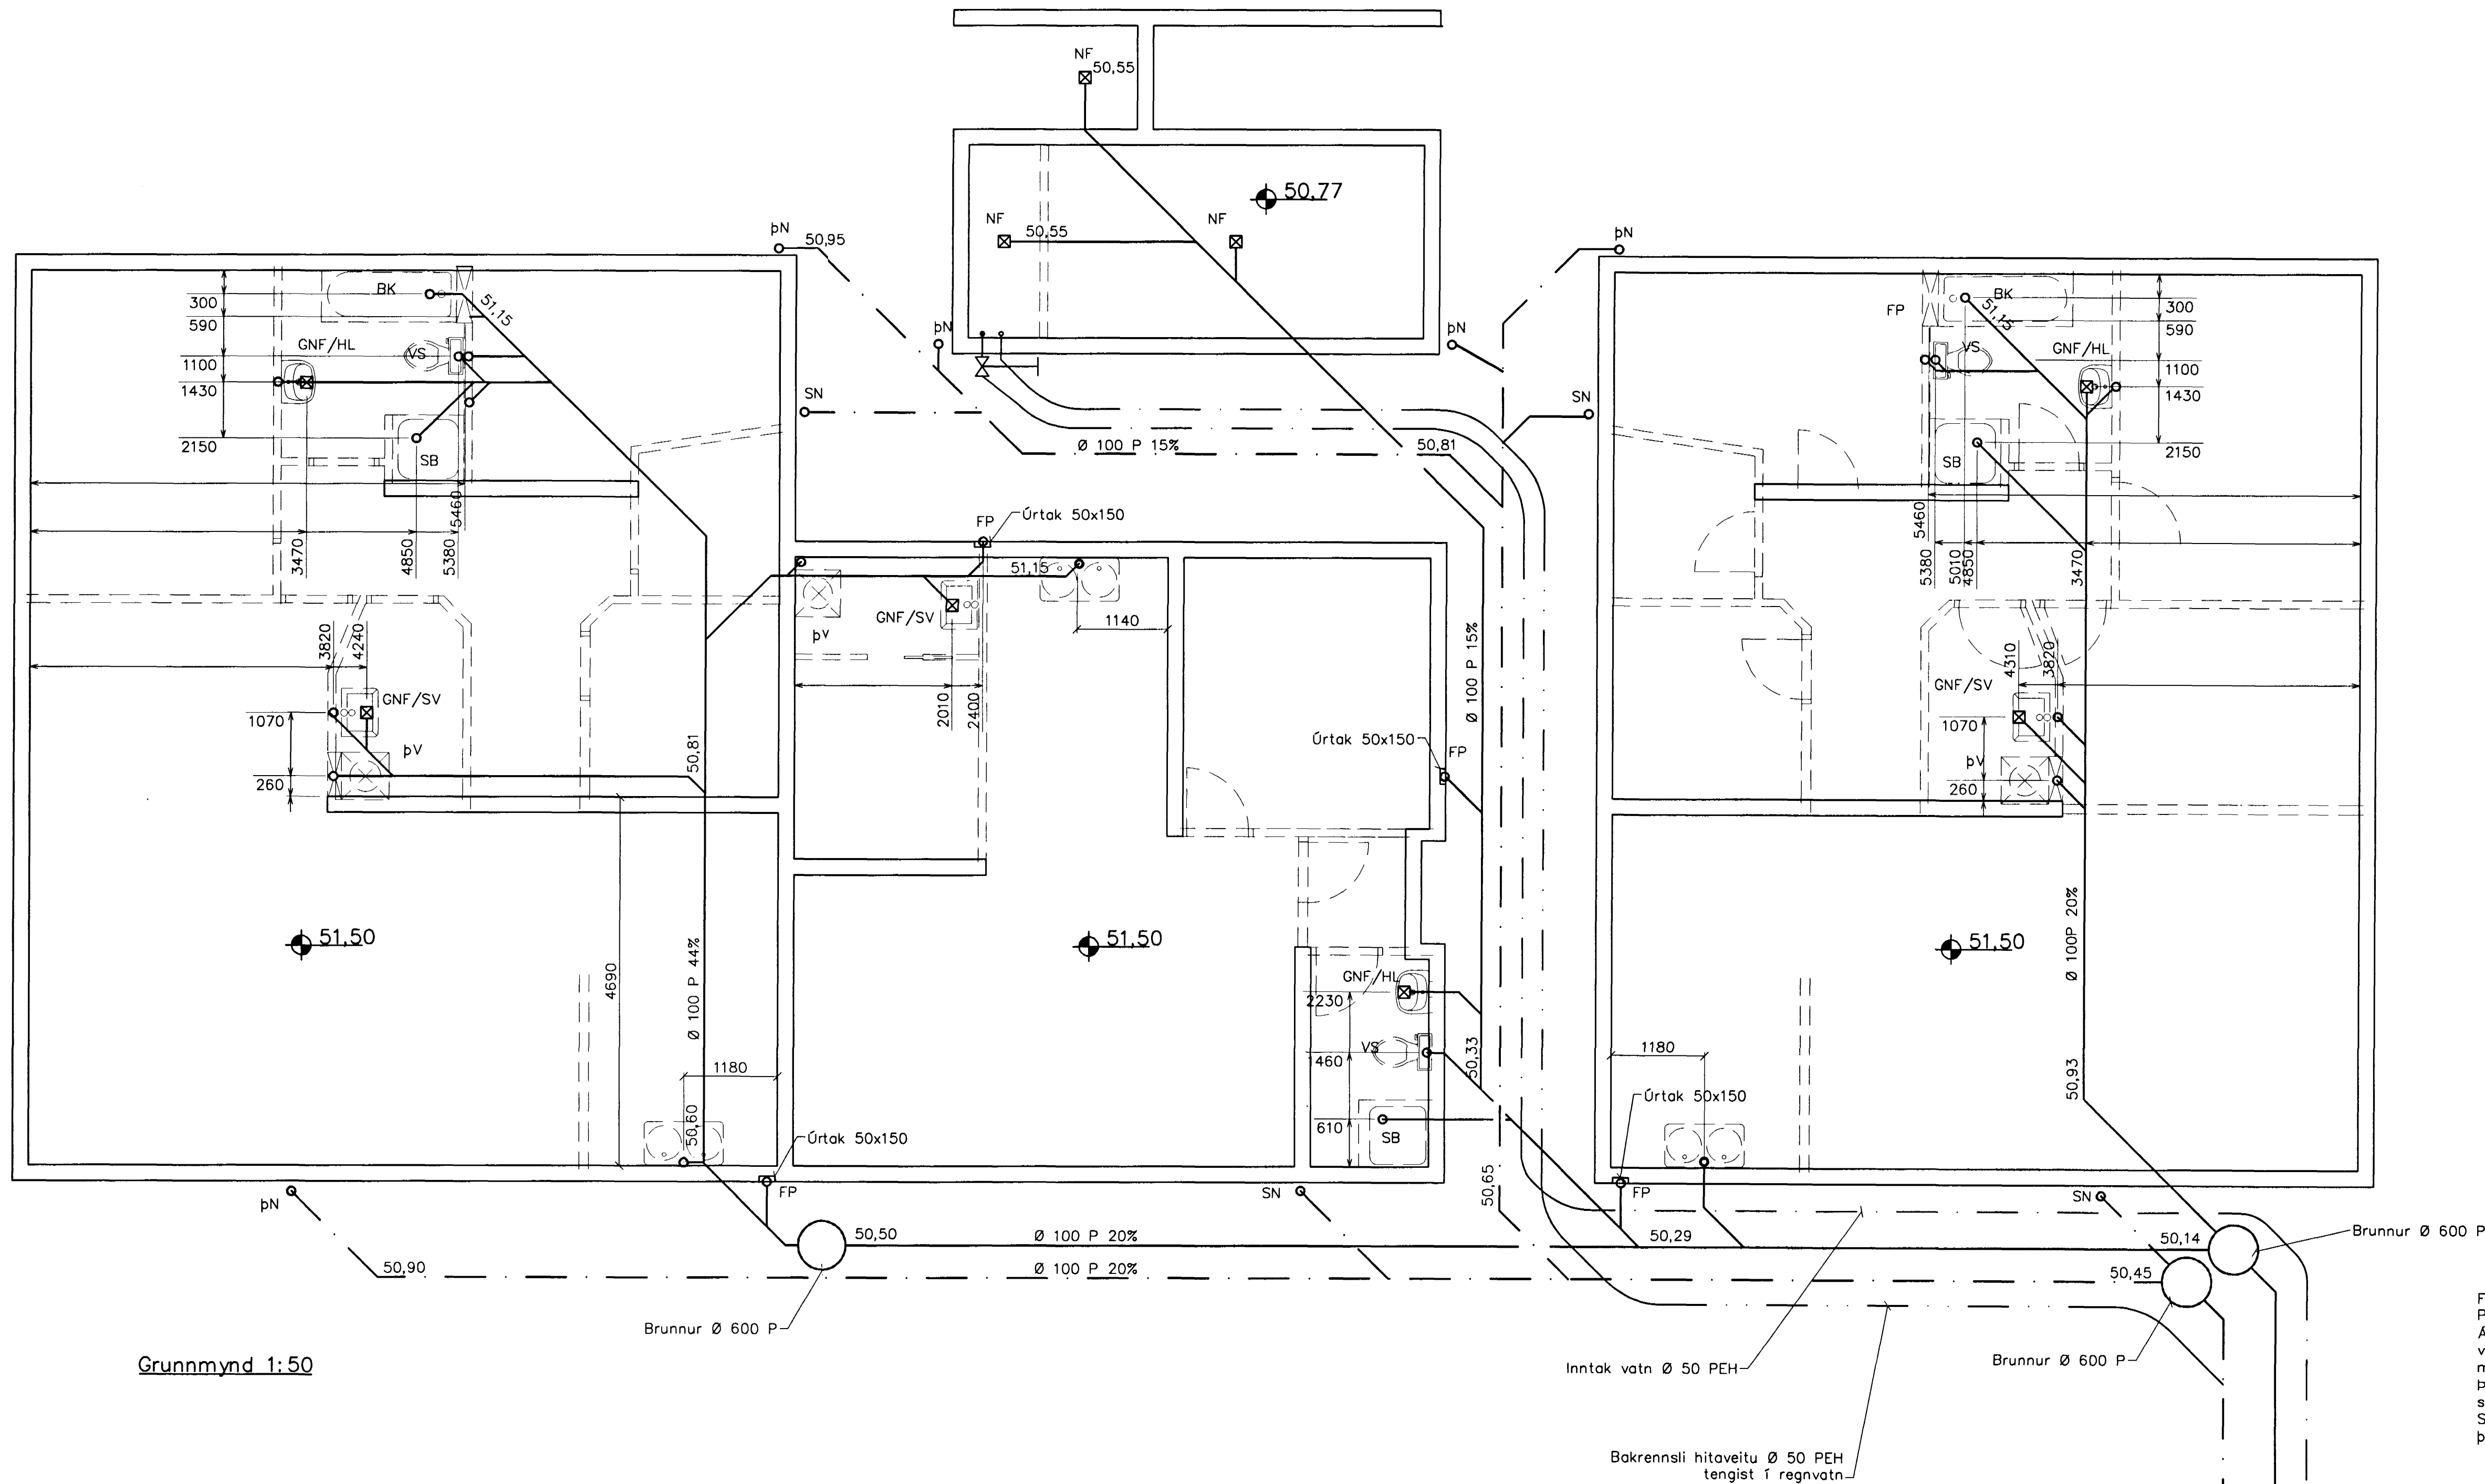 NF
50,55
50,77
NF
50,55
NF
þN
50,95
þN
þN
þN
SN
SN
Ø 100 P 15%
50,81
BK
51,15
300
590
GNF/HL
VS
1100
1430
2150
SB
5460
3470
4850
5380
FP
BK
51,15
300
590
VS
GNF/HL
1100
1430
2150
SB
5460
5380
5010
4850
3470
FP
Úrtak 50x150
51,15
GNF/SV
þV
1140
2010
2400
3820
4240
GNF/SV
1070
þV
260
50,81
Ø 100 P 15%
Úrtak 50x150
FP
4310
3820
GNF/SV
1070
þV
260
51,50
51,50
51,50
4690
Ø 100 P 44%
Ø 100P 20%
GNF/HL
2230
VS
1460
610
SB
50,33
50,65
50,93
1180
50,60
Úrtak 50x150
FP
1180
Úrtak 50x150
FP
þN
SN
SN
50,50
Ø 100 P 20%
50,29
50,14
Brunnur Ø 600 P
50,90
Ø 100 P 20%
50,45
Brunnur Ø 600 P
Inntak vatn Ø 50 PEH
Brunnur Ø 600 P
Grunnmynd 1:50
Bakrennsli hitaveitu Ø 50 PEH
tengist í regnvatn
F
P
Á
v
m
Þ
s
S
þ